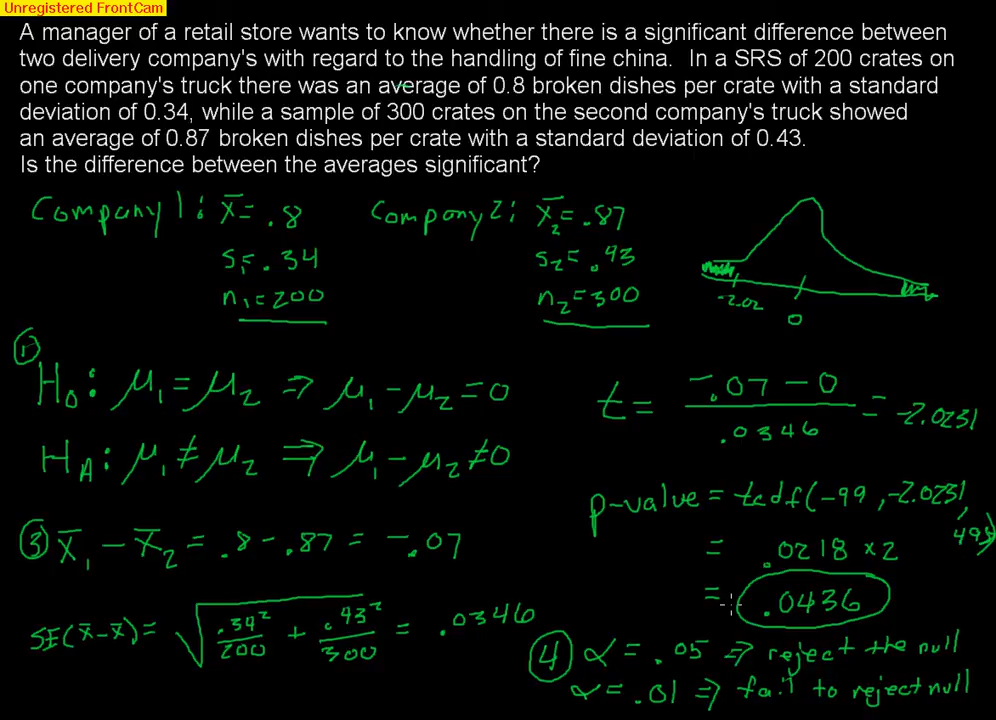 Unregistered FrontCam
A manager of a retail store wants to know whether there is a significant difference between
two delivery company's with regard to the handling of fine china. In a SRS of 200 crates on
one company's truck there was an average of 0.8 broken dishes per crate with a standard
deviation of 0.34, while a sample of 300 crates on the second company's truck showed
an average of 0.87 broken dishes per crate with a standard deviation of 0.43.
Is the difference between the averages significant?
Company 1: x̄ = .8
s₁ = .34
n₁ = 200
Company 2: x̄₂ = .87
s₂ = .43
n₂ = 300
-2.02
0
①
H₀: μ₁ = μ₂ ⇒ μ₁ - μ₂ = 0
H_A: μ₁ ≠ μ₂ ⇒ μ₁ - μ₂ ≠ 0
③ x̄₁ - x̄₂ = .8 - .87 = -.07
SE(x̄-x̄) = √(.34²/200 + .43²/300) = .0346
t = (-.07 - 0)/.0346 = -2.0231
p-value = tcdf(-99, -2.0231, 498)
= .0218 x 2
= .0436
④ α = .05 ⇒ reject the null
α = .01 ⇒ fail to reject null